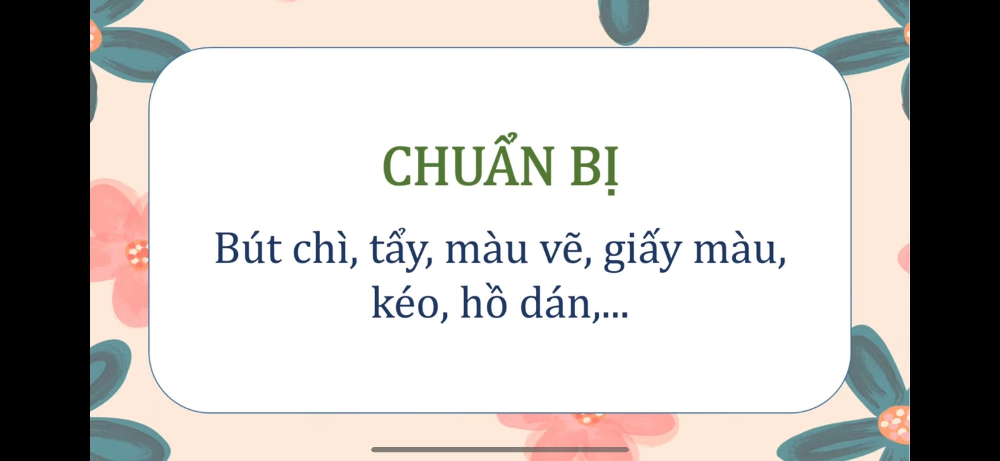 CHUẨN BỊ
Bút chì, tẩy, màu vẽ, giấy màu,
kéo, hồ dán,...